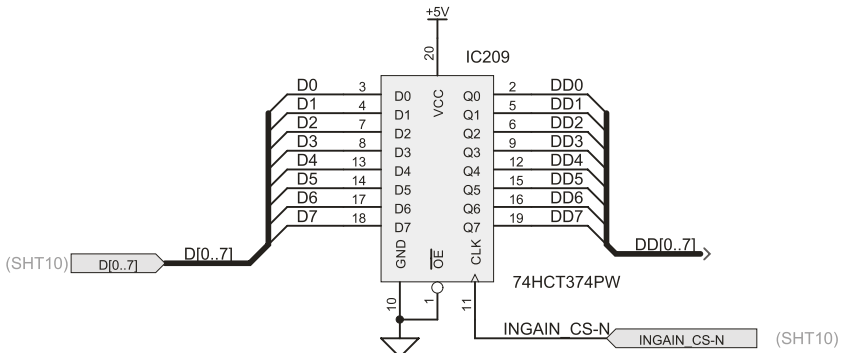 +5V
20
IC209
D0 3 D0 VCC Q0 2 DD0
D1 4 D1 Q1 5 DD1
D2 7 D2 Q2 6 DD2
D3 8 D3 Q3 9 DD3
D4 13 D4 Q4 12 DD4
D5 14 D5 Q5 15 DD5
D6 17 D6 Q6 16 DD6
D7 18 D7 Q7 19 DD7
(SHT10) D[0..7] D[0..7] GND OE CLK DD[0..7]
74HCT374PW
10 1 11
INGAIN_CS-N INGAIN_CS-N (SHT10)